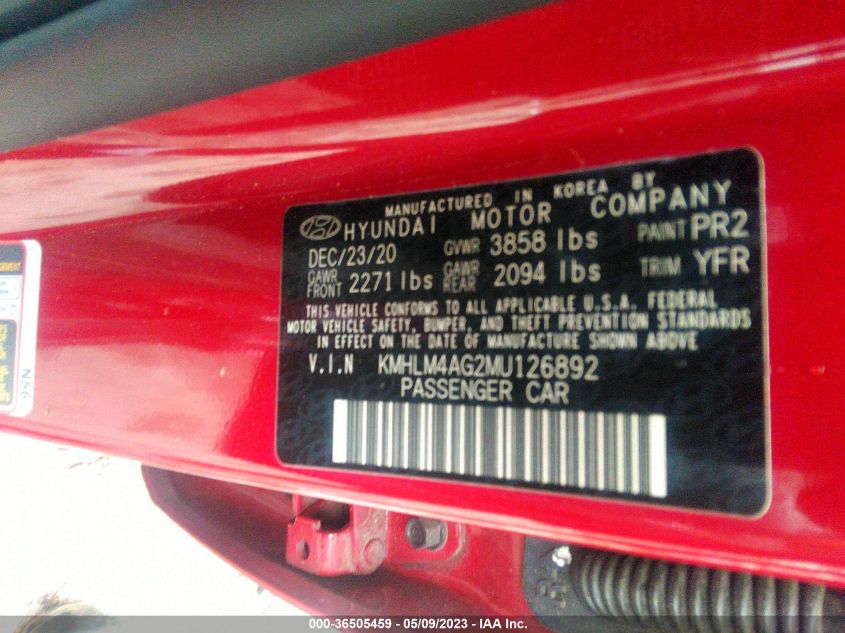 MANUFACTURED IN KOREA BY
HYUNDAI MOTOR COMPANY
DEC/23/20 GVWR 3858 lbs PAINT PR2
GAWR FRONT 2271 lbs GAWR REAR 2094 lbs TRIM YFR
THIS VEHICLE CONFORMS TO ALL APPLICABLE U.S.A. FEDERAL
MOTOR VEHICLE SAFETY, BUMPER, AND THEFT PREVENTION STANDARDS
IN EFFECT ON THE DATE OF MANUFACTURE SHOWN ABOVE
V.I.N KMHLM4AG2MU126892
PASSENGER CAR
N56
000-36505459 - 05/09/2023 - IAA Inc.